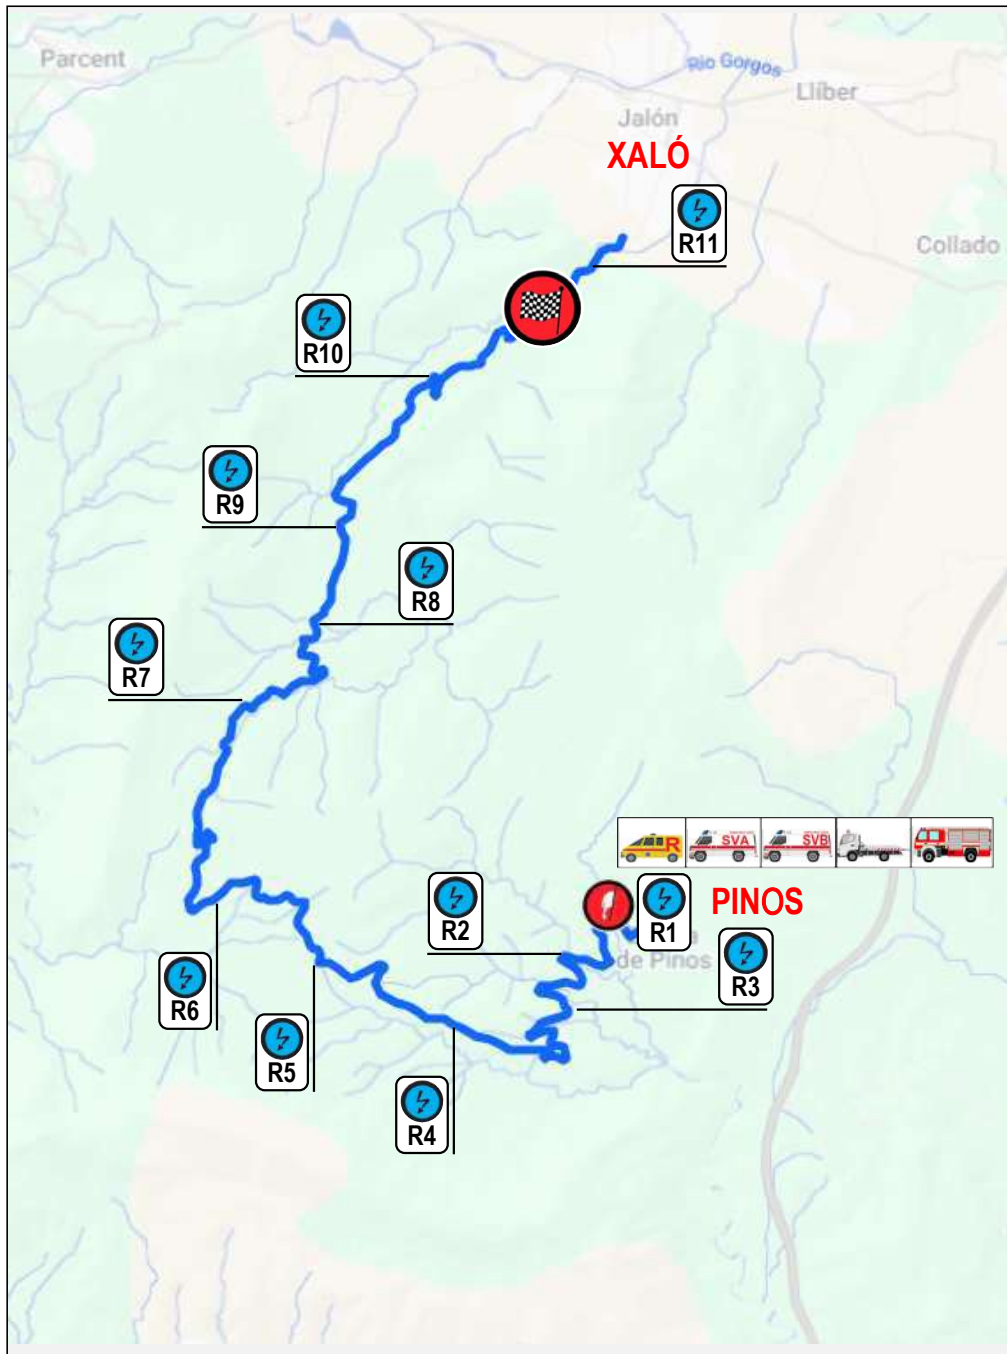 Parcent
Rio Gorgos
Llíber
Jalón
XALÓ
R11
Collado
R10
R9
R8
R7
R
SVA
SVB
R2
R1
PINOS
de Pinos
R3
R6
R5
R4